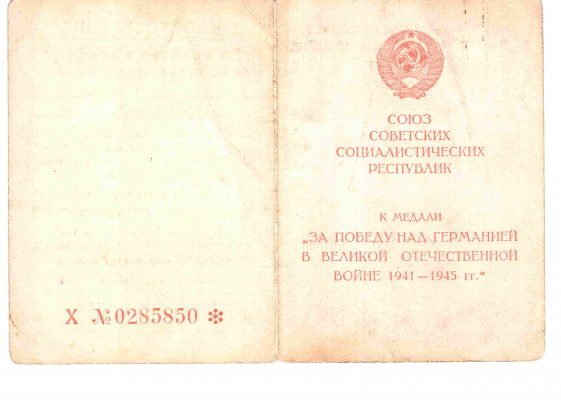 Х №0285850 *
СОЮЗ
СОВЕТСКИХ
СОЦИАЛИСТИЧЕСКИХ
РЕСПУБЛИК
К МЕДАЛИ
„ЗА ПОБЕДУ НАД ГЕРМАНИЕЙ
В ВЕЛИКОЙ ОТЕЧЕСТВЕННОЙ
ВОЙНЕ 1941—1945 гг.“